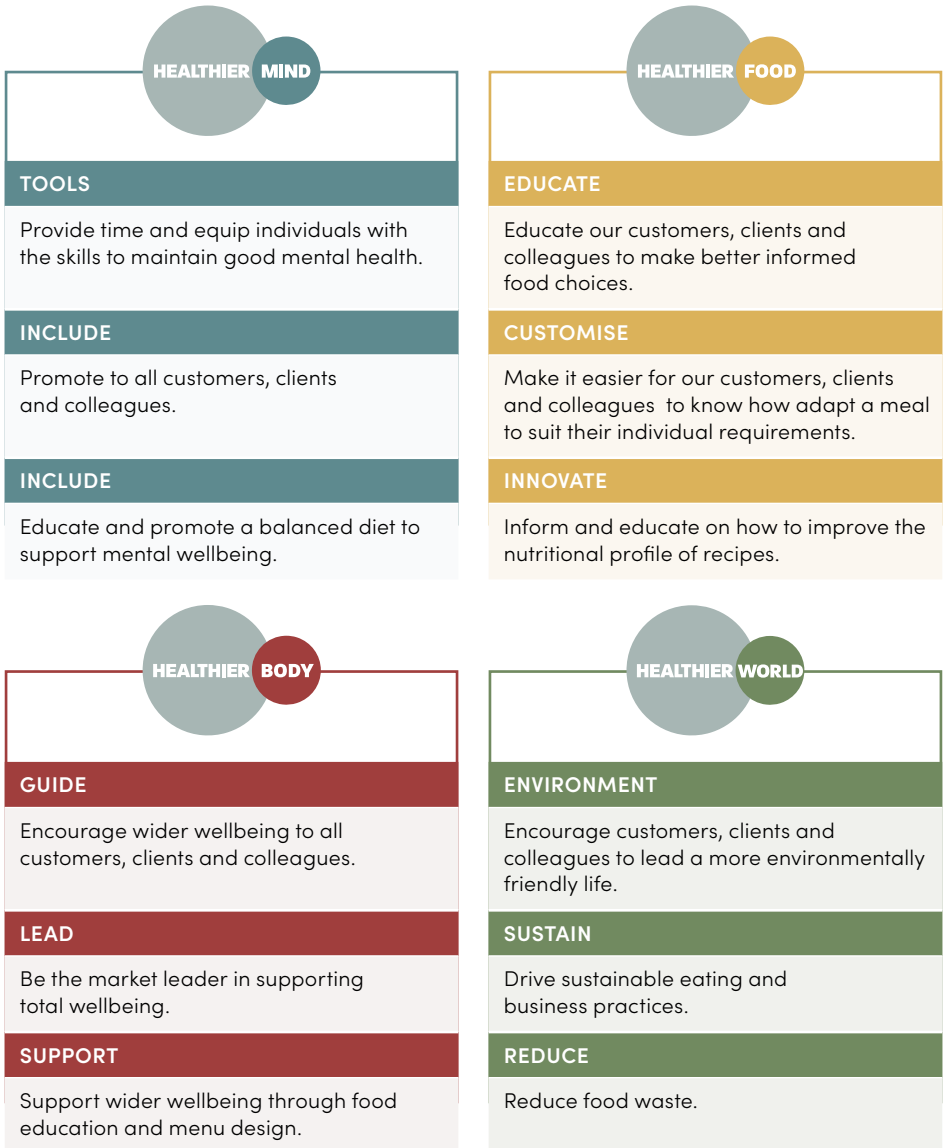 HEALTHIER MIND
TOOLS
Provide time and equip individuals with
the skills to maintain good mental health.
INCLUDE
Promote to all customers, clients
and colleagues.
INCLUDE
Educate and promote a balanced diet to
support mental wellbeing.
HEALTHIER FOOD
EDUCATE
Educate our customers, clients and
colleagues to make better informed
food choices.
CUSTOMISE
Make it easier for our customers, clients
and colleagues  to know how adapt a meal
to suit their individual requirements.
INNOVATE
Inform and educate on how to improve the
nutritional profile of recipes.
HEALTHIER BODY
GUIDE
Encourage wider wellbeing to all
customers, clients and colleagues.
LEAD
Be the market leader in supporting
total wellbeing.
SUPPORT
Support wider wellbeing through food
education and menu design.
HEALTHIER WORLD
ENVIRONMENT
Encourage customers, clients and
colleagues to lead a more environmentally
friendly life.
SUSTAIN
Drive sustainable eating and
business practices.
REDUCE
Reduce food waste.